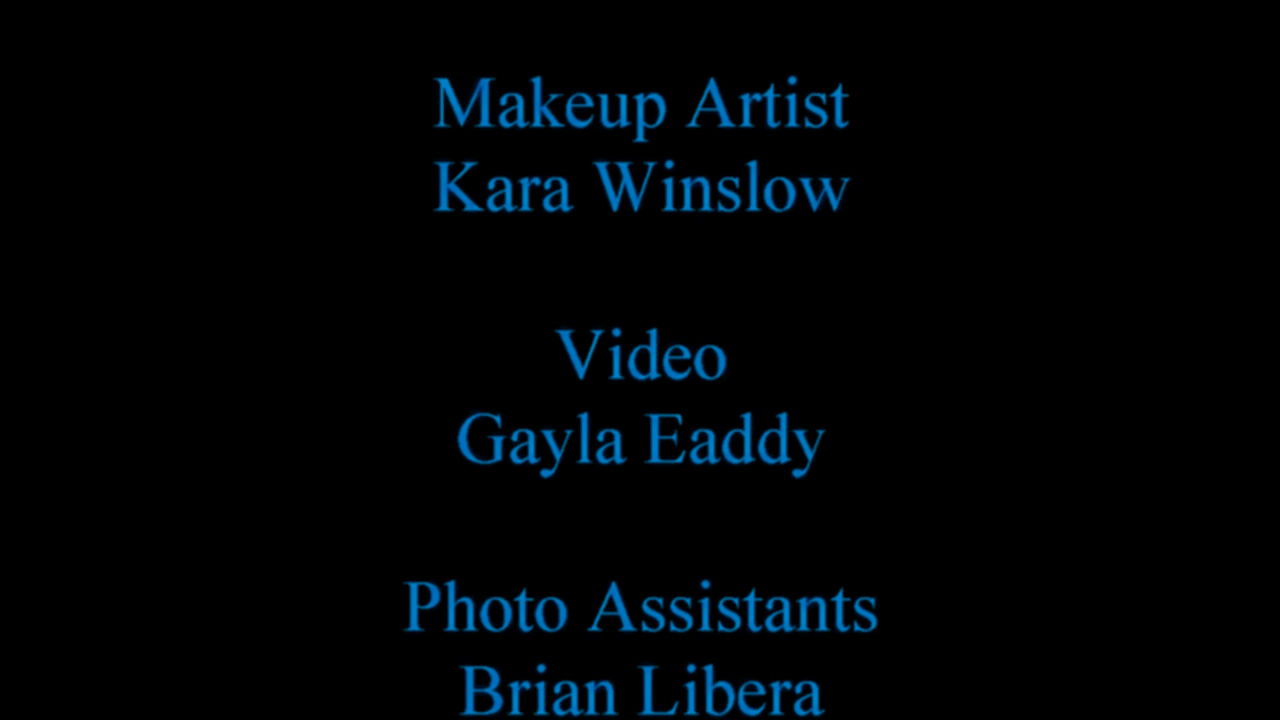 Makeup Artist
Kara Winslow
Video
Gayla Eaddy
Photo Assistants
Brian Libera